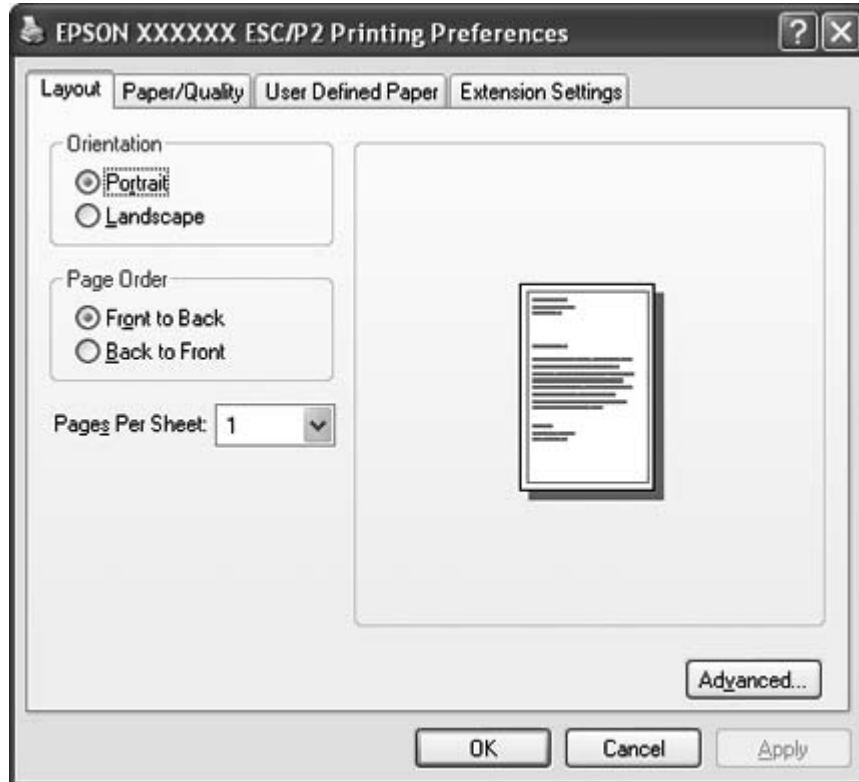 EPSON XXXXXX ESC/P2 Printing Preferences
Layout Paper/Quality User Defined Paper Extension Settings
Orientation
Portrait
Landscape
Page Order
Front to Back
Back to Front
Pages Per Sheet: 1
Advanced...
OK Cancel Apply